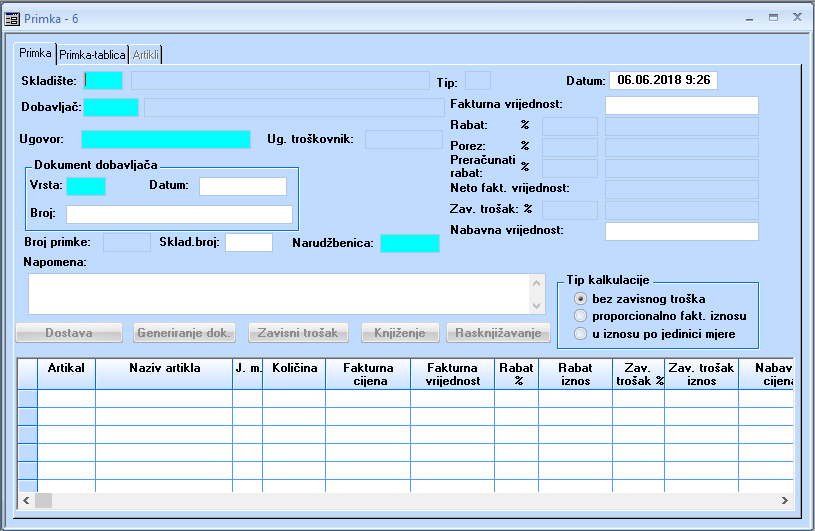 Primka - 6
Primka Primka-tablica Artikli
Skladište: Tip: Datum: 06.06.2018 9:26
Dobavljač: Fakturna vrijednost:
Rabat: %
Ugovor: Ug. troškovnik: Porez: %
Preračunati
rabat: %
Dokument dobavljača
Vrsta: Datum: Neto fakt. vrijednost:
Broj: Zav. trošak: %
Broj primke: Sklad.broj: Narudžbenica: Nabavna vrijednost:
Napomena:
Tip kalkulacije
bez zavisnog troška
proporcionalno fakt. iznosu
u iznosu po jedinici mjere
Dostava Generiranje dok. Zavisni trošak Knjiženje Rasknjižavanje
Artikal Naziv artikla J. m. Količina Fakturna Fakturna Rabat Rabat Zav. Zav. trošak Nabav
cijena vrijednost % iznos trošak % iznos cijena